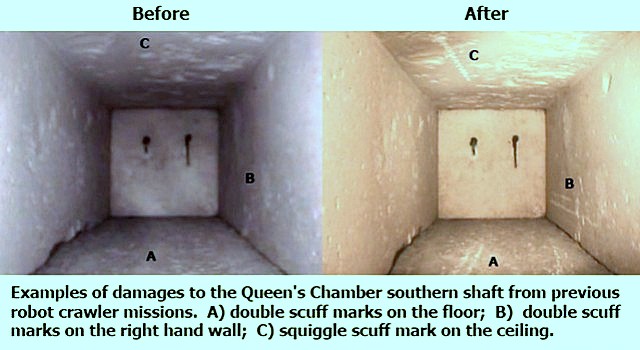 Before
After
C
C
B
B
A
A
Examples of damages to the Queen's Chamber southern shaft from previous
robot crawler missions.  A) double scuff marks on the floor;  B)  double scuff
marks on the right hand wall;  C) squiggle scuff mark on the ceiling.